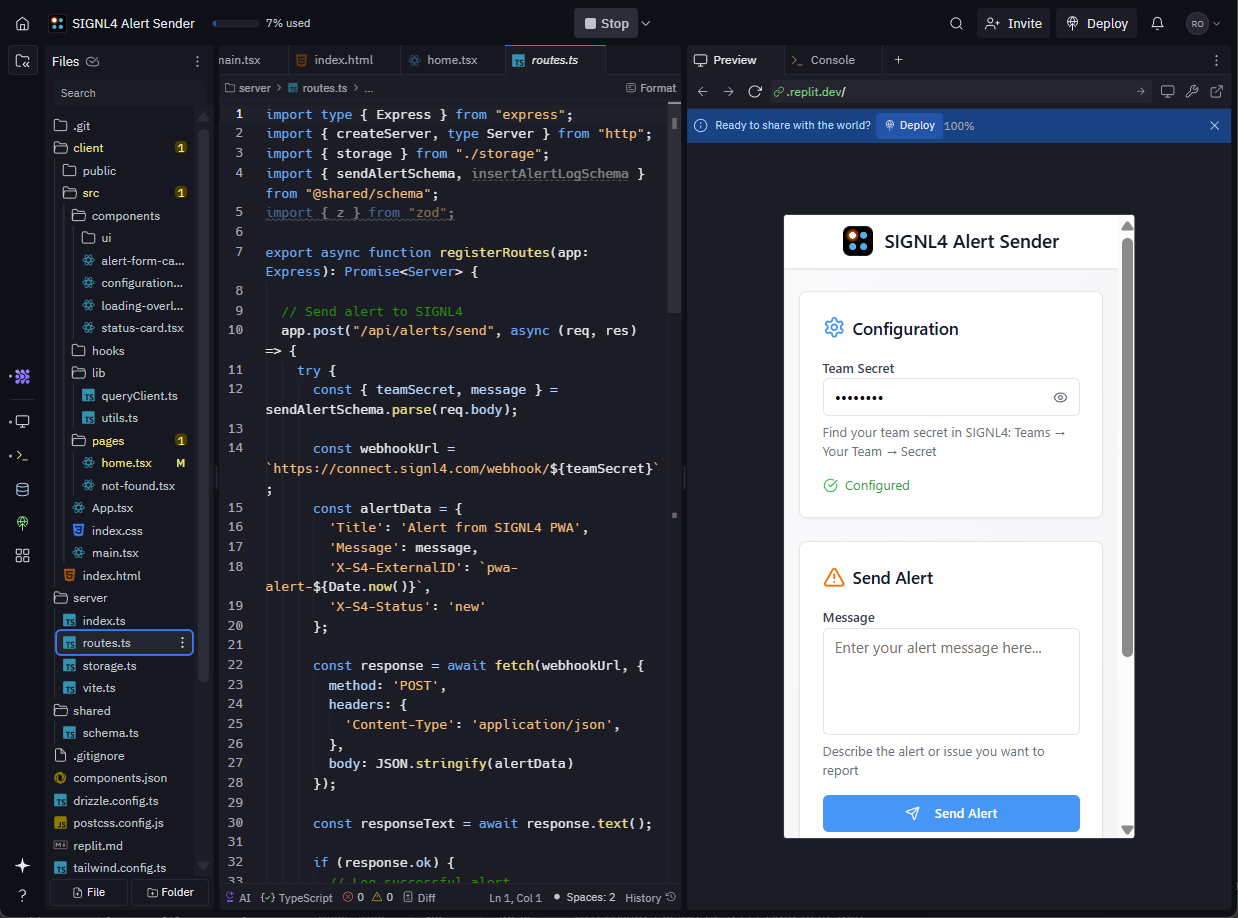 SIGNL4 Alert Sender
7% used
Stop
Invite
Deploy
RO
Files
Search
.git
client 1
public
src 1
components
ui
alert-form-ca...
configuration...
loading-overl...
status-card.tsx
hooks
lib
queryClient.ts
utils.ts
pages 1
home.tsx M
not-found.tsx
App.tsx
index.css
main.tsx
index.html
server
index.ts
routes.ts
storage.ts
vite.ts
shared
schema.ts
.gitignore
components.json
drizzle.config.ts
postcss.config.js
replit.md
tailwind.config.ts
File
Folder
main.tsx
index.html
home.tsx
routes.ts
server > routes.ts > ...
Format
1 import type { Express } from "express";
2 import { createServer, type Server } from "http";
3 import { storage } from "./storage";
4 import { sendAlertSchema, insertAlertLogSchema }
from "@shared/schema";
5 import { z } from "zod";
6
7 export async function registerRoutes(app:
Express): Promise<Server> {
8
9 // Send alert to SIGNL4
10 app.post("/api/alerts/send", async (req, res)
=> {
11 try {
12 const { teamSecret, message } =
sendAlertSchema.parse(req.body);
13
14 const webhookUrl =
`https://connect.signl4.com/webhook/${teamSecret}`
;
15 const alertData = {
16 'Title': 'Alert from SIGNL4 PWA',
17 'Message': message,
18 'X-S4-ExternalID': `pwa-
alert-${Date.now()}`,
19 'X-S4-Status': 'new'
20 };
21
22 const response = await fetch(webhookUrl, {
23 method: 'POST',
24 headers: {
25 'Content-Type': 'application/json',
26 },
27 body: JSON.stringify(alertData)
28 });
29
30 const responseText = await response.text();
31
32 if (response.ok) {
33 // Log successful alert
AI
TypeScript
0
0
Diff
Ln 1, Col 1
Spaces: 2
History
Preview
Console
.replit.dev/
Ready to share with the world?
Deploy
100%
SIGNL4 Alert Sender
Configuration
Team Secret
••••••••
Find your team secret in SIGNL4: Teams →
Your Team → Secret
Configured
Send Alert
Message
Enter your alert message here...
Describe the alert or issue you want to
report
Send Alert